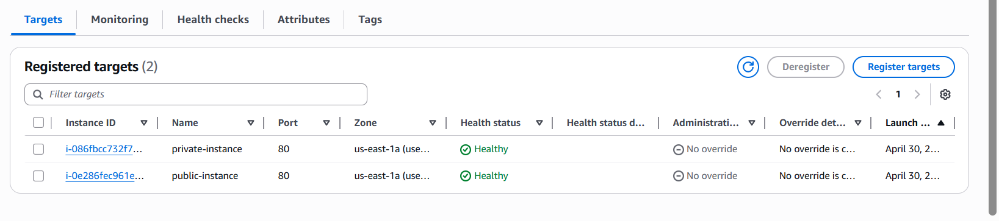 Targets Monitoring Health checks Attributes Tags
Registered targets (2) Deregister Register targets
Filter targets 1
Instance ID Name Port Zone Health status Health status d... Administrati... Override det... Launch ...
i-086fbcc732f7... private-instance 80 us-east-1a (use... Healthy No override No override is c... April 30, 2...
i-0e286fec961e... public-instance 80 us-east-1a (use... Healthy No override No override is c... April 30, 2...